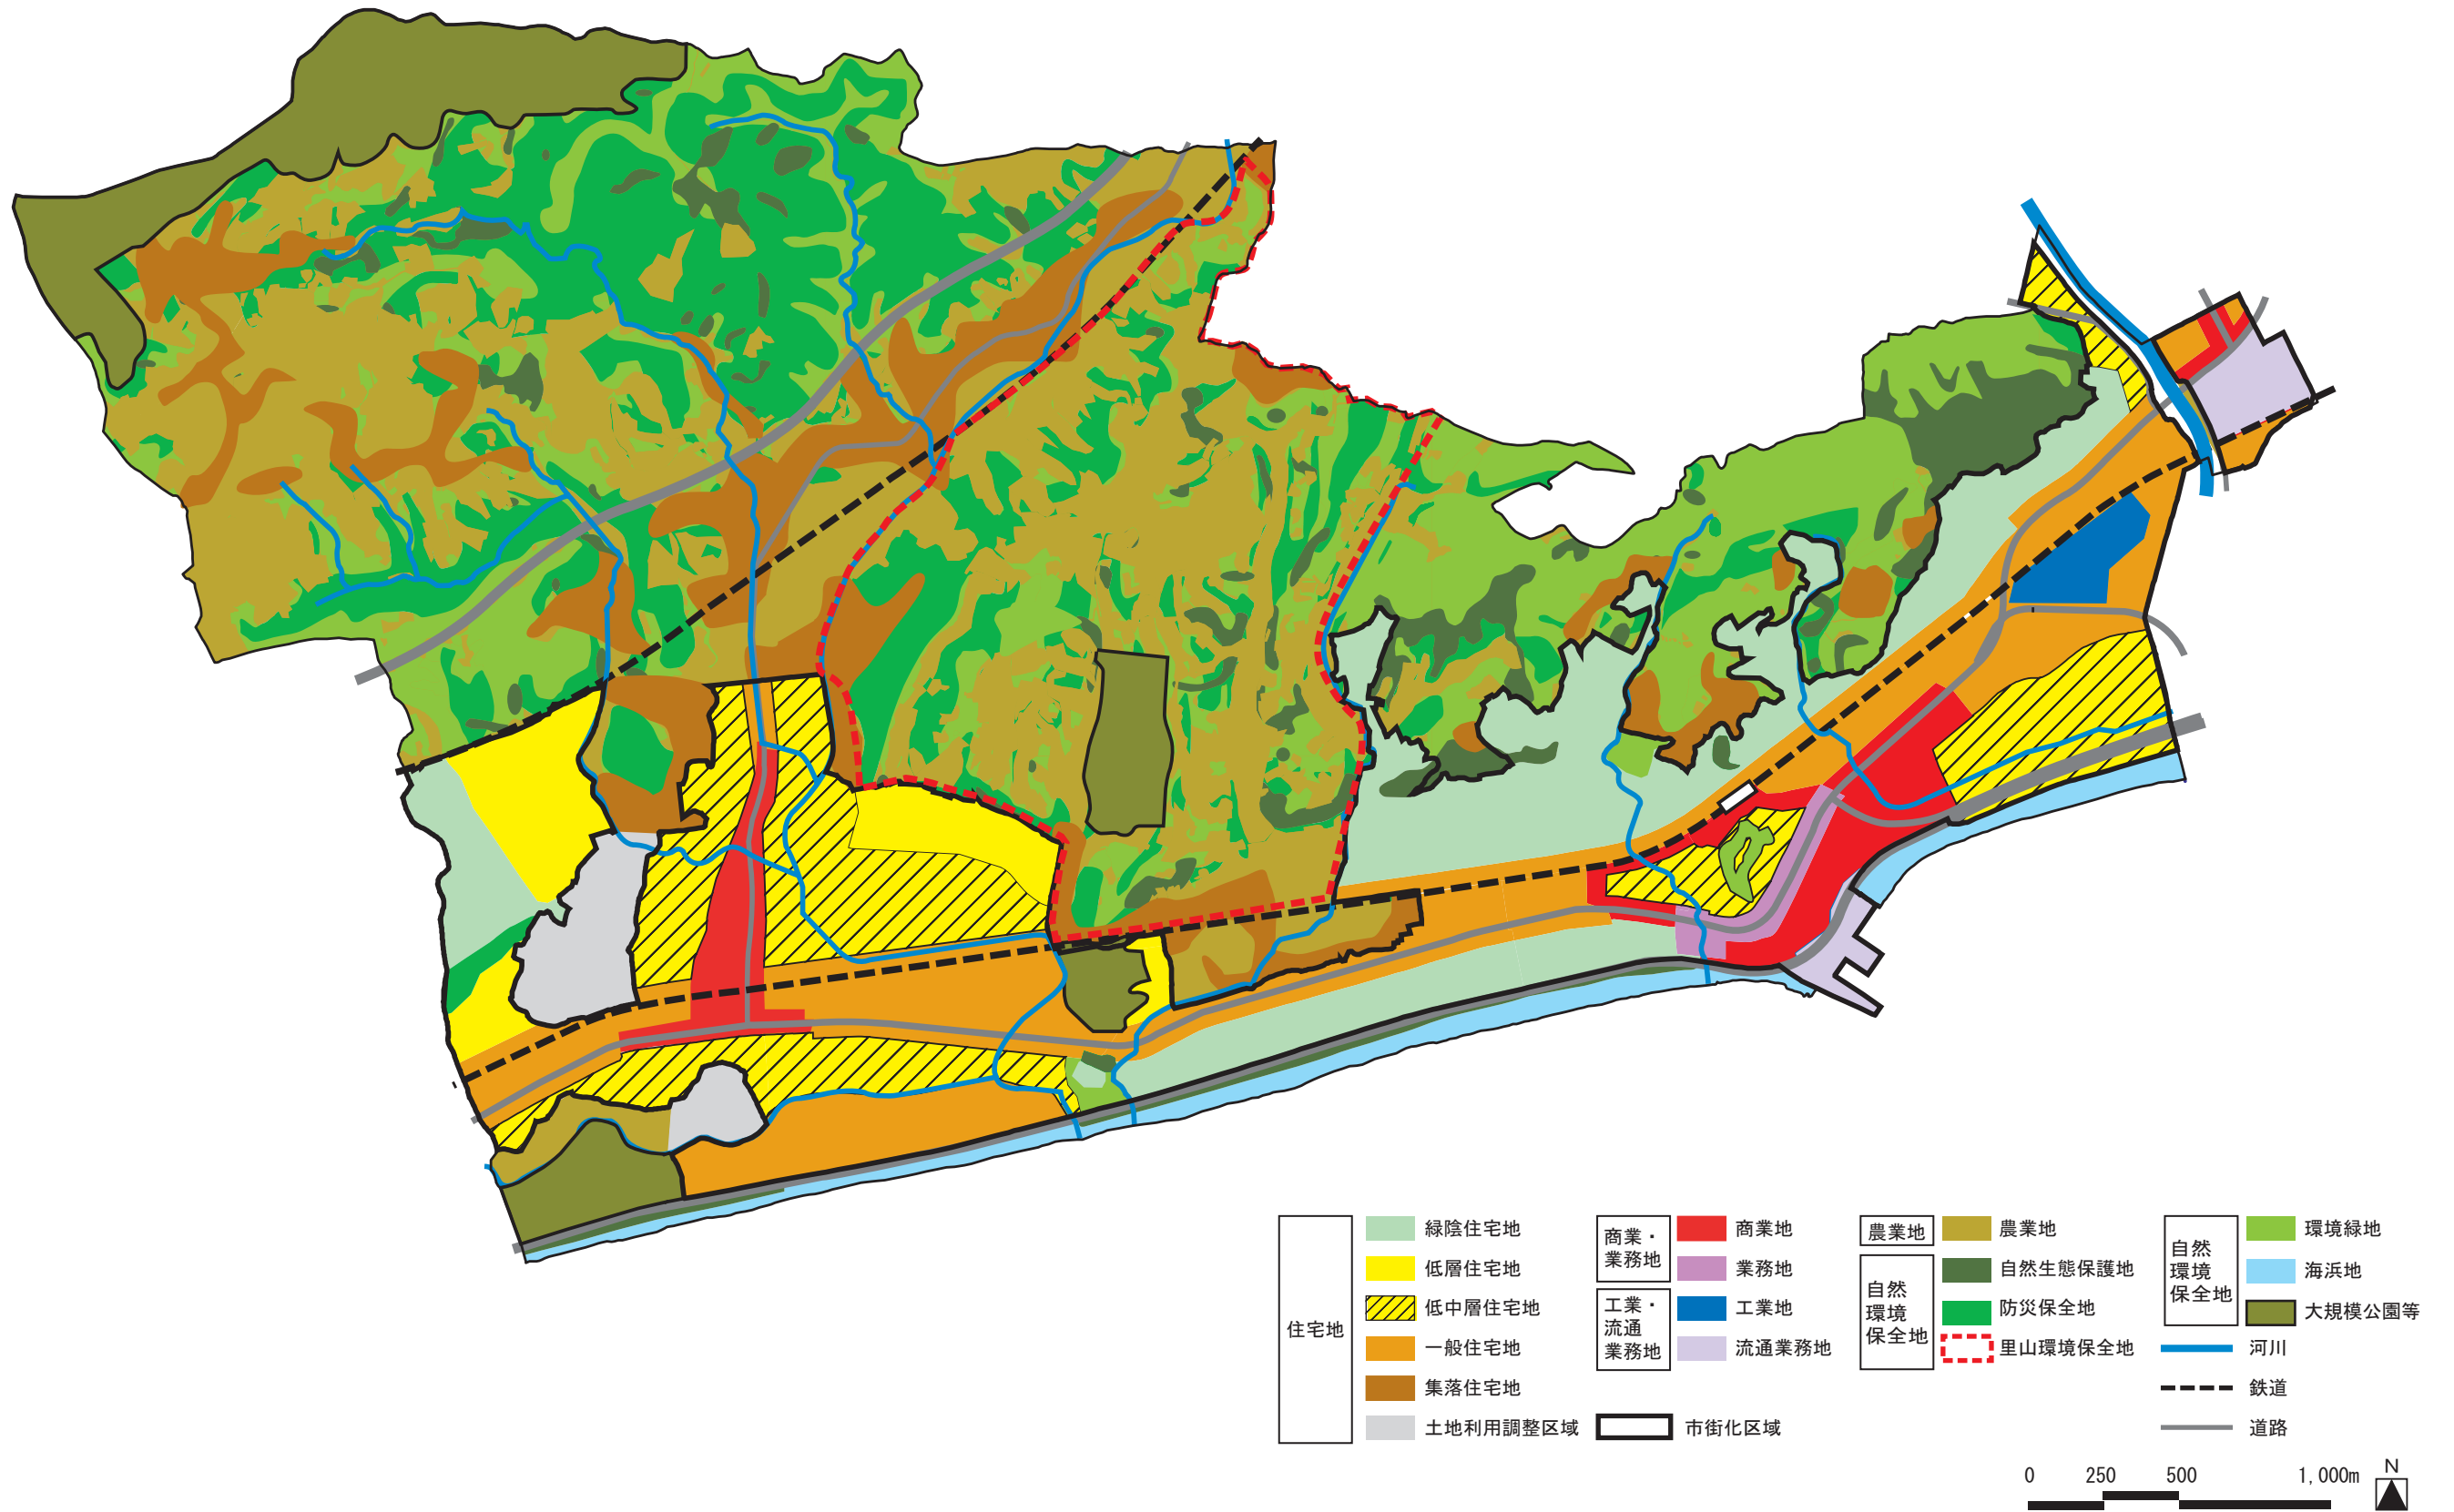 住宅地
緑陰住宅地
低層住宅地
低中層住宅地
一般住宅地
集落住宅地
土地利用調整区域
商業・
業務地
商業地
業務地
工業・
流通
業務地
工業地
流通業務地
市街化区域
農業地
農業地
自然
環境
保全地
自然生態保護地
防災保全地
里山環境保全地
自然
環境
保全地
環境緑地
海浜地
大規模公園等
河川
鉄道
道路
0 250 500 1,000m
N